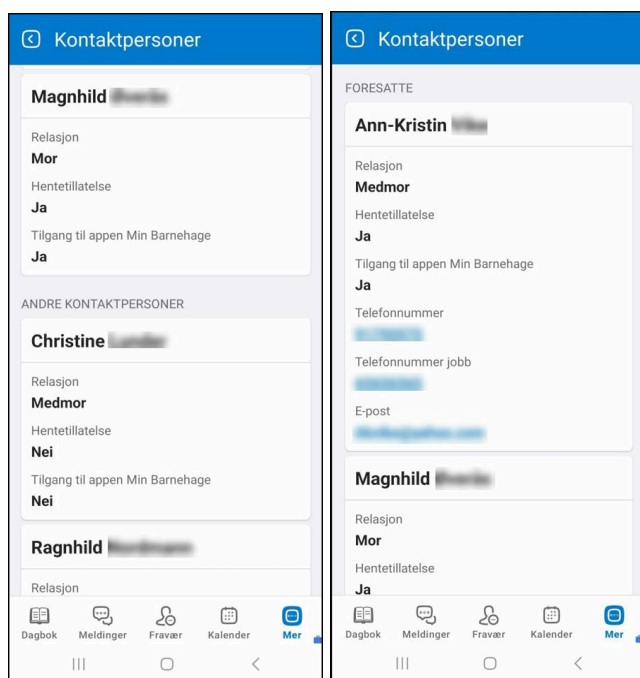 Kontaktpersoner
Magnhild
Relasjon
Mor
Hentetillatelse
Ja
Tilgang til appen Min Barnehage
Ja
ANDRE KONTAKTPERSONER
Christine
Relasjon
Medmor
Hentetillatelse
Nei
Tilgang til appen Min Barnehage
Nei
Ragnhild
Relasjon
Dagbok Meldinger Fravær Kalender Mer
Kontaktpersoner
FORESATTE
Ann-Kristin
Relasjon
Medmor
Hentetillatelse
Ja
Tilgang til appen Min Barnehage
Ja
Telefonnummer
Telefonnummer jobb
E-post
Magnhild
Relasjon
Mor
Hentetillatelse
Ja
Dagbok Meldinger Fravær Kalender Mer